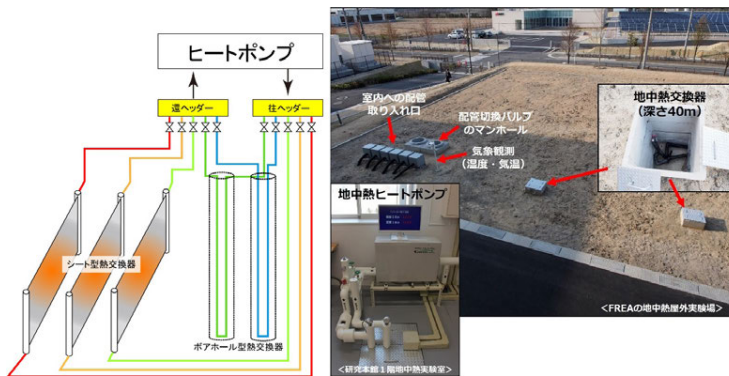 ヒートポンプ
還ヘッダー
往ヘッダー
シート型熱交換器
ボアホール型熱交換器
室内への配管
取り入れ口
配管切換バルブ
のマンホール
気象観測
(湿度・気温)
地中熱交換器
(深さ40m)
地中熱ヒートポンプ
<研究本館1階地中熱実験室>
<FREAの地中熱屋外実験場>